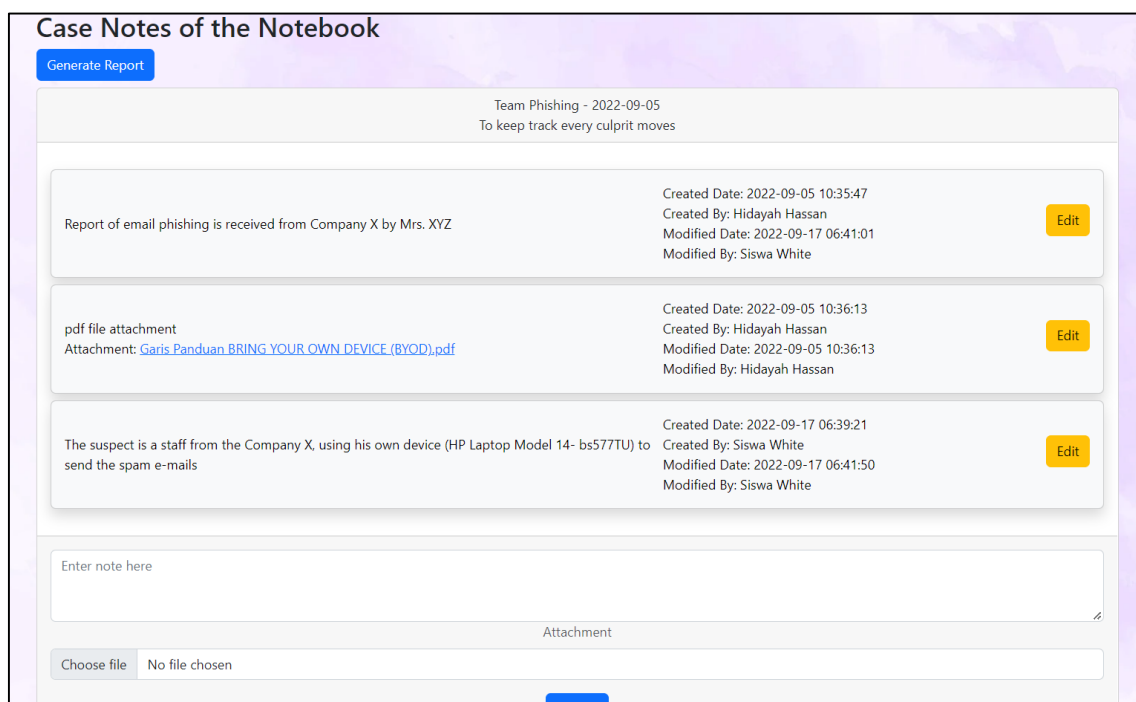 Case Notes of the Notebook
Generate Report
Team Phishing - 2022-09-05
To keep track every culprit moves
Report of email phishing is received from Company X by Mrs. XYZ
Created Date: 2022-09-05 10:35:47
Created By: Hidayah Hassan
Modified Date: 2022-09-17 06:41:01
Modified By: Siswa White
Edit
pdf file attachment
Attachment: Garis Panduan BRING YOUR OWN DEVICE (BYOD).pdf
Created Date: 2022-09-05 10:36:13
Created By: Hidayah Hassan
Modified Date: 2022-09-05 10:36:13
Modified By: Hidayah Hassan
Edit
The suspect is a staff from the Company X, using his own device (HP Laptop Model 14- bs577TU) to
send the spam e-mails
Created Date: 2022-09-17 06:39:21
Created By: Siswa White
Modified Date: 2022-09-17 06:41:50
Modified By: Siswa White
Edit
Enter note here
Attachment
Choose file No file chosen